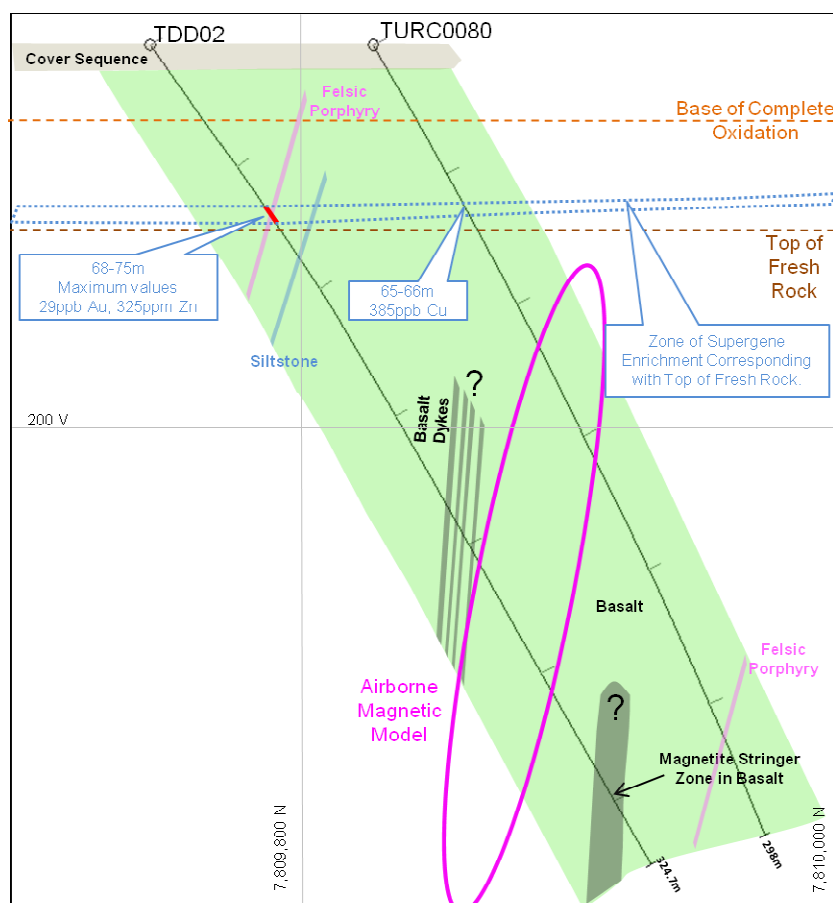 TDD02
TURC0080
Cover Sequence
Felsic
Porphyry
Base of Complete
Oxidation
68-75m
Maximum values
29ppb Au, 325ppm Zn
65-66m
385ppb Cu
Top of
Fresh
Rock
Zone of Supergene
Enrichment Corresponding
with Top of Fresh Rock.
Siltstone
?
Basalt
Dykes
200 V
Basalt
Felsic
Porphyry
Airborne
Magnetic
Model
?
Magnetite Stringer
Zone in Basalt
7,809,800 N
7,810,000 N
324.7m
298m